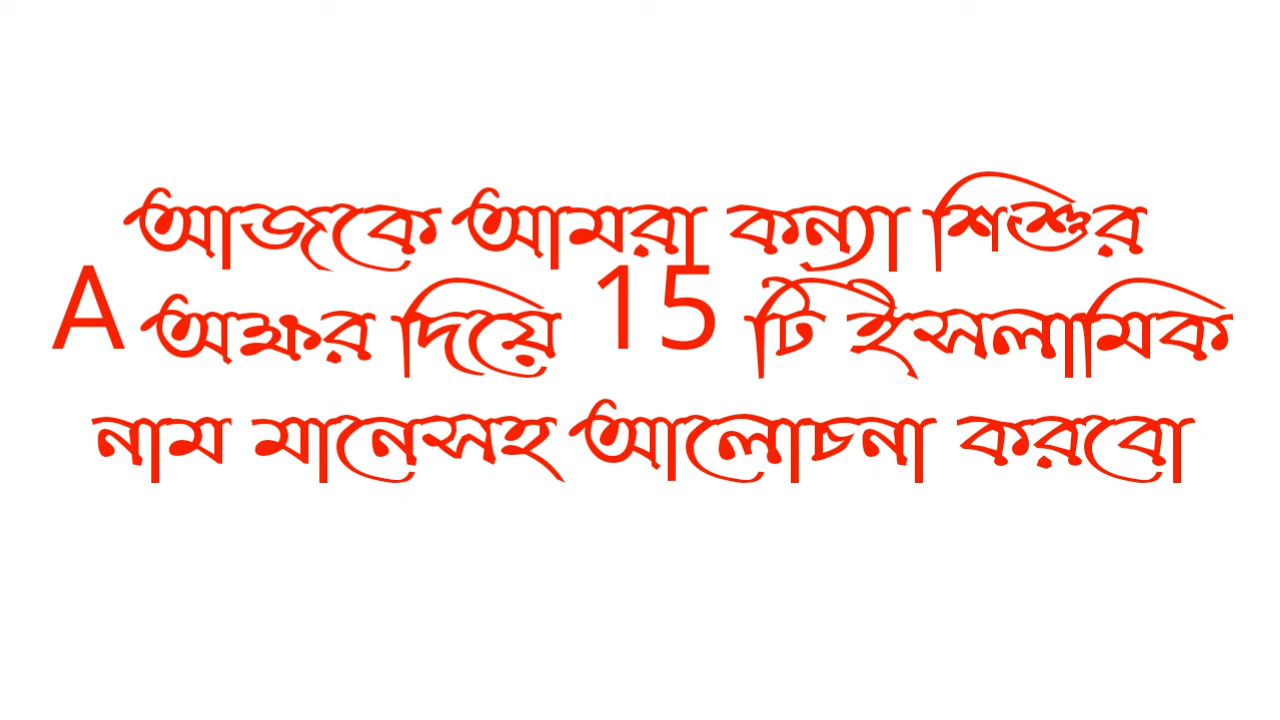 আজকে আমরা কন্যা শিশুর
A অক্ষর দিয়ে 15 টি ইসলামিক
নাম মানেসহ আলোচনা করবো